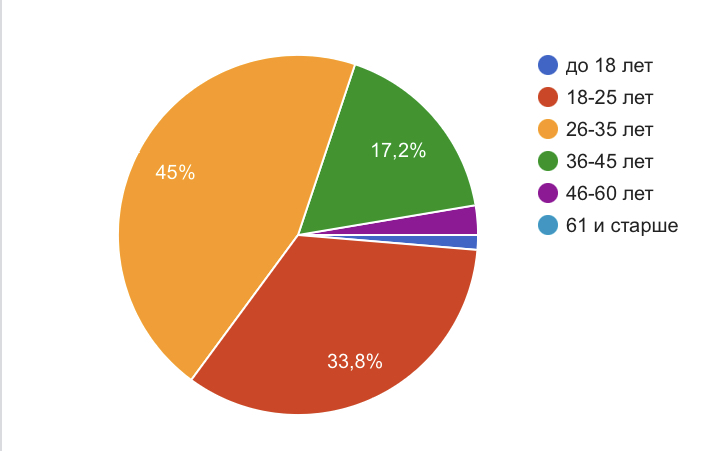 45%
17,2%
33,8%
до 18 лет
18-25 лет
26-35 лет
36-45 лет
46-60 лет
61 и старше